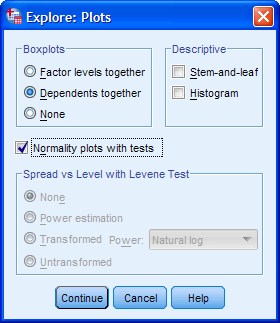 Explore: Plots
Boxplots
Factor levels together
Dependents together
None
Descriptive
Stem-and-leaf
Histogram
Normality plots with tests
Spread vs Level with Levene Test
None
Power estimation
Transformed Power: Natural log
Untransformed
Continue Cancel Help